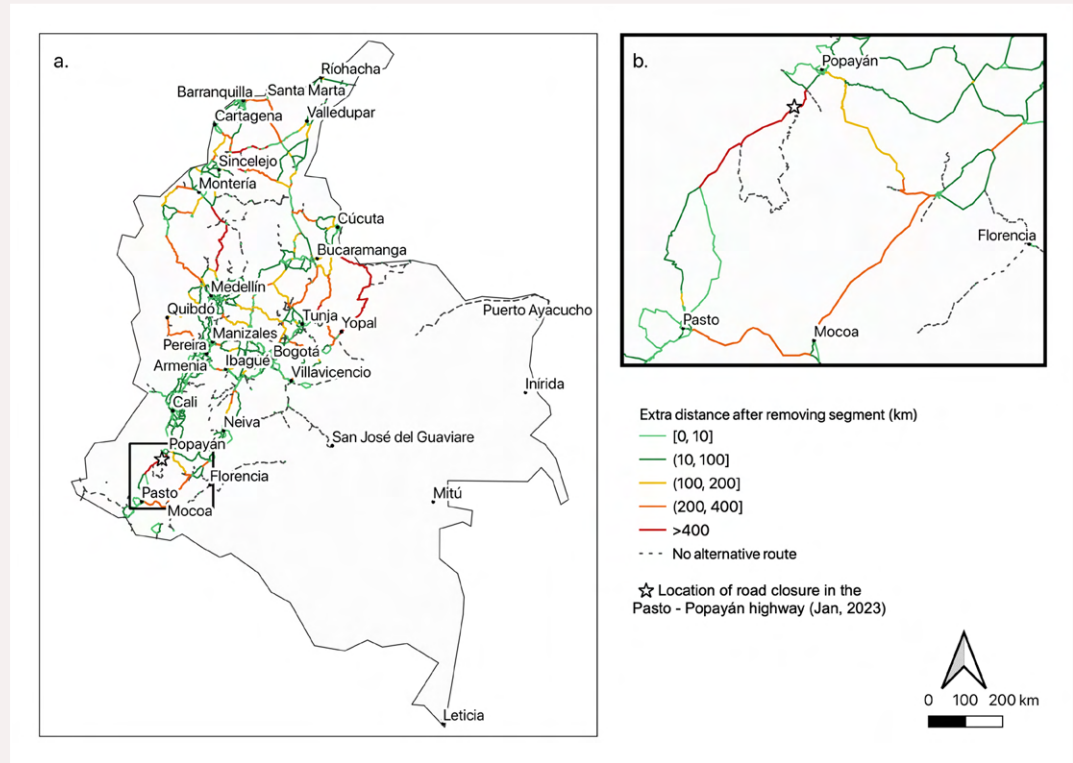 a.
Ríohacha
Barranquilla
Santa Marta
Cartagena
Valledupar
Sincelejo
Montería
Cúcuta
Bucaramanga
Medellín
Quibdó
Tunja
Puerto Ayacucho
Manizales
Yopal
Pereira
Bogotá
Armenia
Ibagué
Villavicencio
Inírida
Cali
Neiva
San José del Guaviare
Popayán
Florencia
Pasto
Mitú
Mocoa
Leticia
b.
Popayán
Florencia
Pasto
Mocoa
Extra distance after removing segment (km)
[0, 10]
(10, 100]
(100, 200]
(200, 400]
>400
No alternative route
Location of road closure in the
Pasto - Popayán highway (Jan, 2023)
0 100 200 km